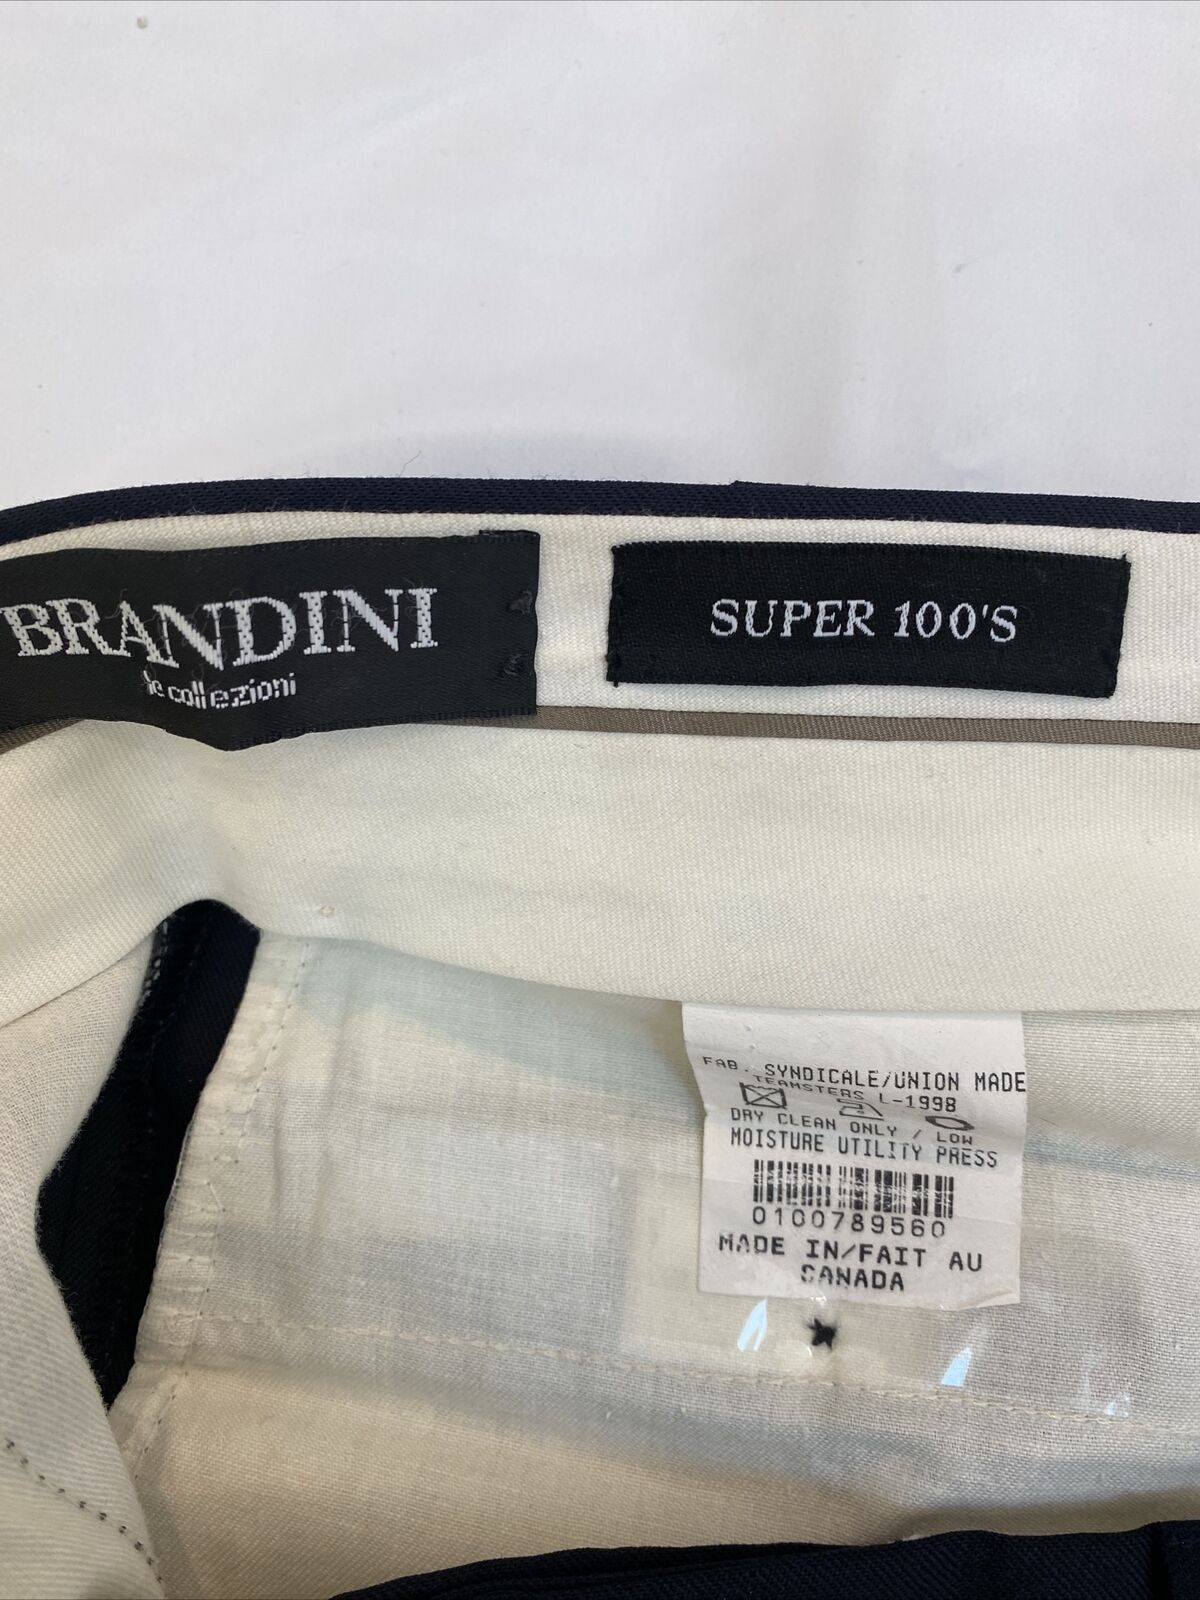 BRANDINI
le collezioni
SUPER 100'S
FAB. SYNDICALE/UNION MADE
TEAMSTERS L-1998
DRY CLEAN ONLY / LOW
MOISTURE UTILITY PRESS
0100789560
MADE IN/FAIT AU
CANADA